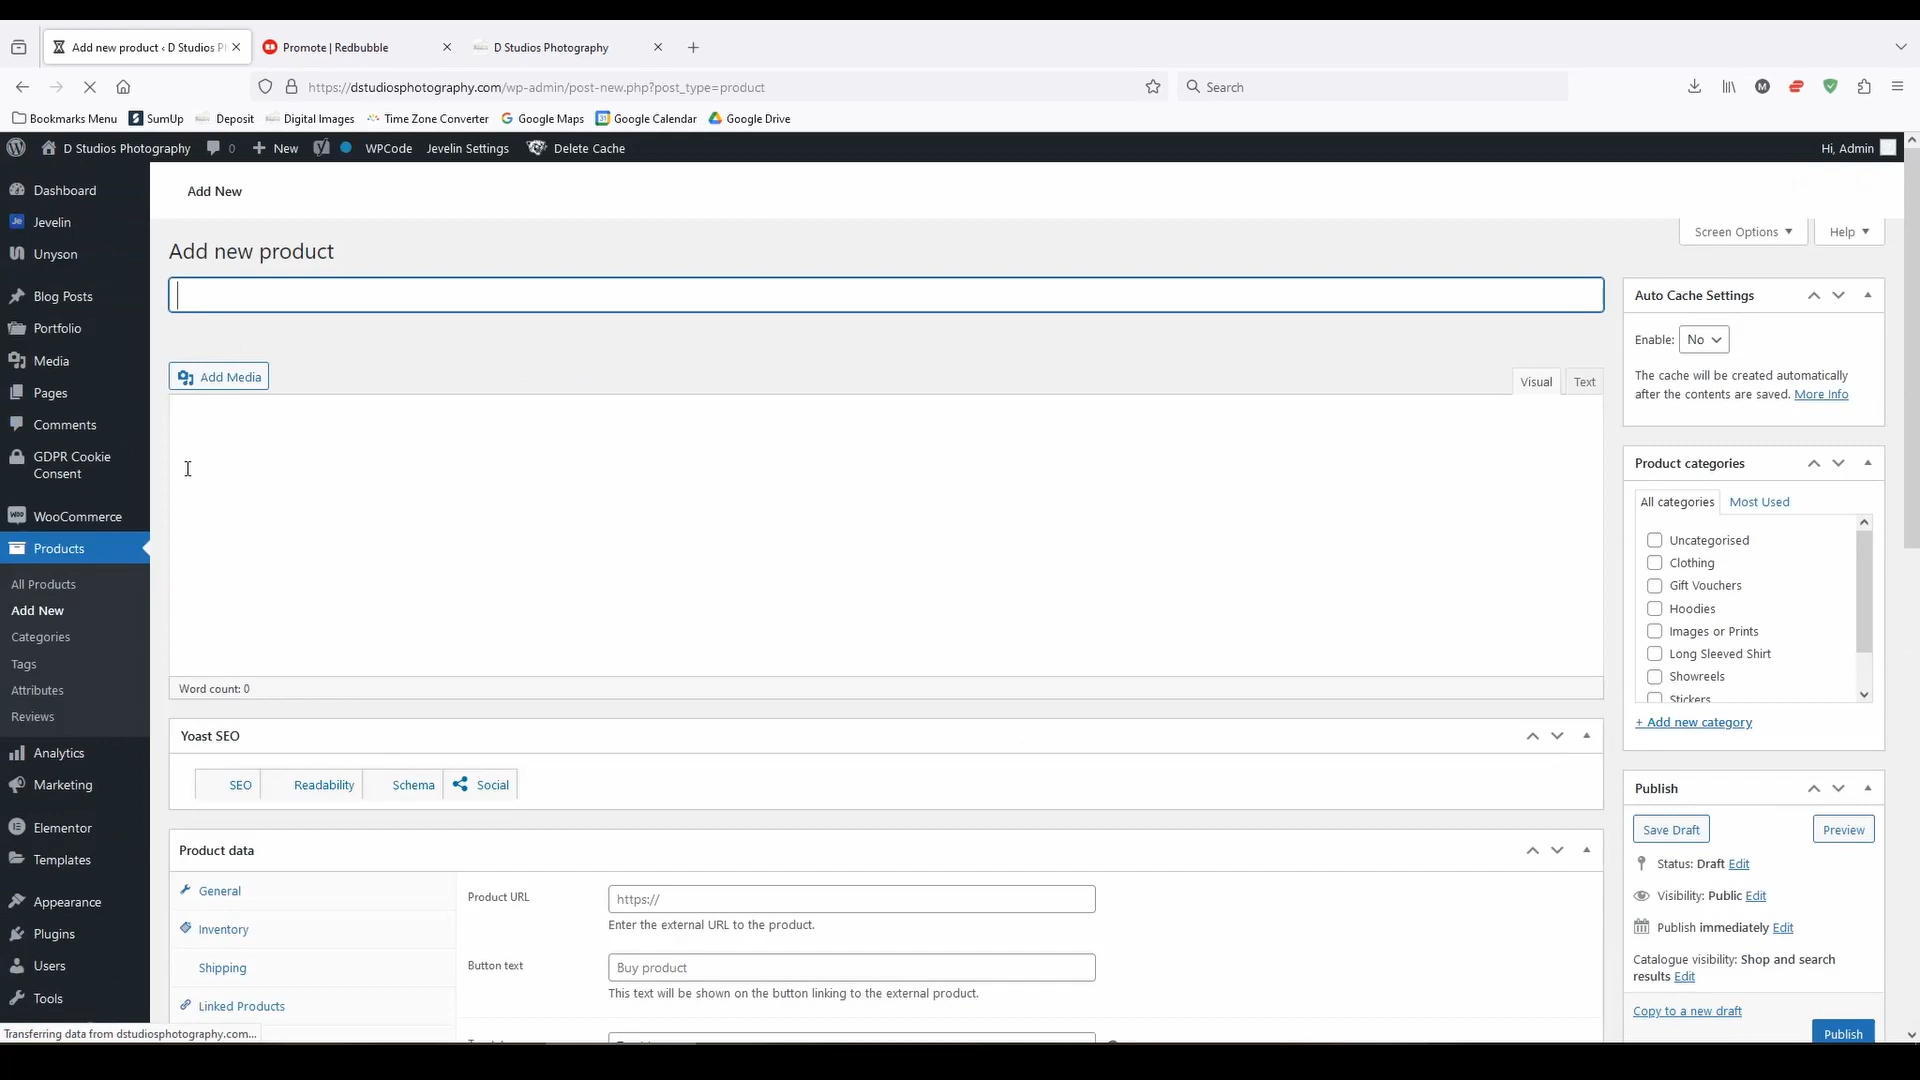 Add new product ‹ D Studios P
Promote | Redbubble
D Studios Photography
https://dstudiosphotography.com/wp-admin/post-new.php?post_type=product
Search
Bookmarks Menu
SumUp
Deposit
Digital Images
Time Zone Converter
Google Maps
Google Calendar
Google Drive
D Studios Photography
0
New
WPCode
Jevelin Settings
Delete Cache
Hi, Admin
Dashboard
Jevelin
Unyson
Blog Posts
Portfolio
Media
Pages
Comments
GDPR Cookie
Consent
WooCommerce
Products
All Products
Add New
Categories
Tags
Attributes
Reviews
Analytics
Marketing
Elementor
Templates
Appearance
Plugins
Users
Tools
Transferring data from dstudiosphotography.com...
Add New
Screen Options
Help
Add new product
Add Media
Visual
Text
Word count: 0
Yoast SEO
SEO
Readability
Schema
Social
Product data
General
Inventory
Shipping
Linked Products
Product URL
https://
Enter the external URL to the product.
Button text
Buy product
This text will be shown on the button linking to the external product.
Auto Cache Settings
Enable: No
The cache will be created automatically
after the contents are saved. More Info
Product categories
All categories
Most Used
Uncategorised
Clothing
Gift Vouchers
Hoodies
Images or Prints
Long Sleeved Shirt
Showreels
Stickers
+ Add new category
Publish
Save Draft
Preview
Status: Draft Edit
Visibility: Public Edit
Publish immediately Edit
Catalogue visibility: Shop and search
results Edit
Copy to a new draft
Publish